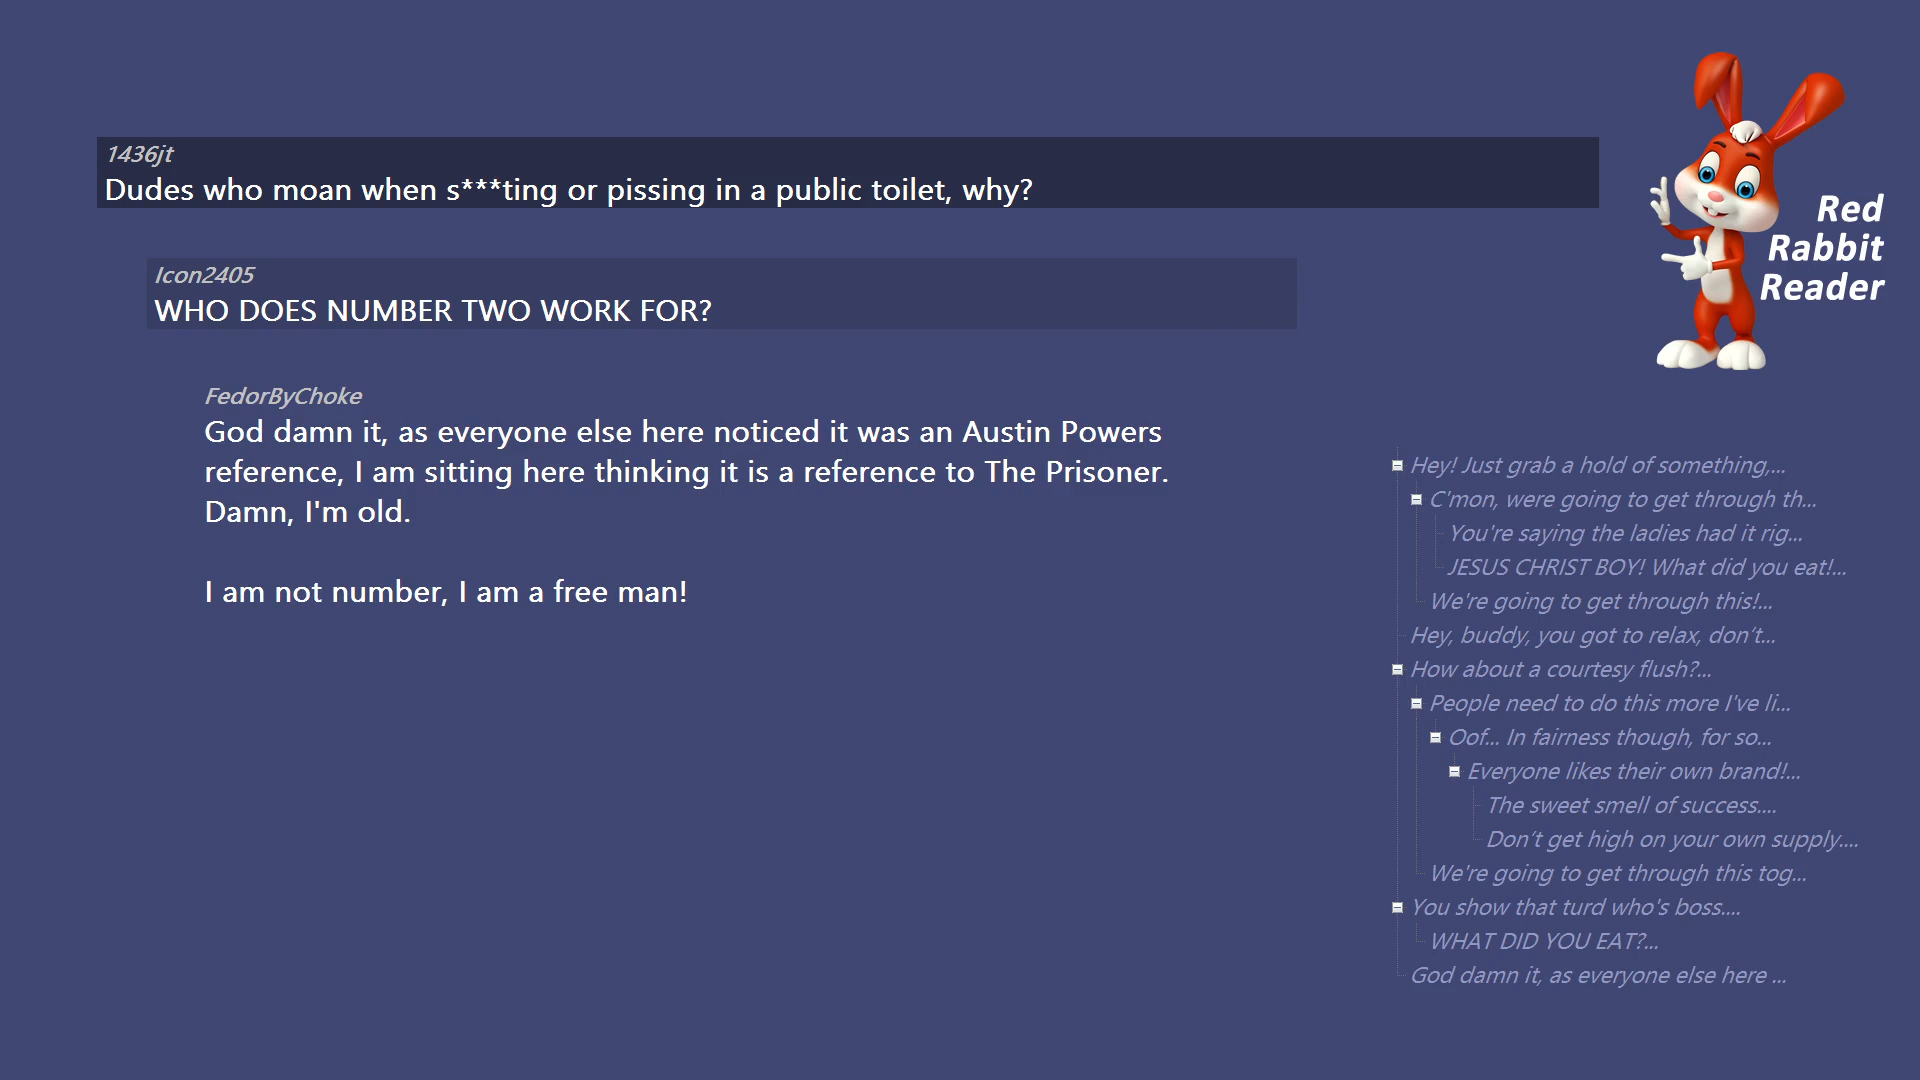 1436jt
Dudes who moan when s***ting or pissing in a public toilet, why?
Icon2405
WHO DOES NUMBER TWO WORK FOR?
FedorByChoke
God damn it, as everyone else here noticed it was an Austin Powers
reference, I am sitting here thinking it is a reference to The Prisoner.
Damn, I'm old.
I am not number, I am a free man!
Red
Rabbit
Reader
Hey! Just grab a hold of something,...
C'mon, were going to get through th...
You're saying the ladies had it rig...
JESUS CHRIST BOY! What did you eat!...
We're going to get through this!...
Hey, buddy, you got to relax, don’t...
How about a courtesy flush?...
People need to do this more I've li...
Oof... In fairness though, for so...
Everyone likes their own brand!...
The sweet smell of success....
Don’t get high on your own supply....
We're going to get through this tog...
You show that turd who's boss....
WHAT DID YOU EAT?...
God damn it, as everyone else here ...